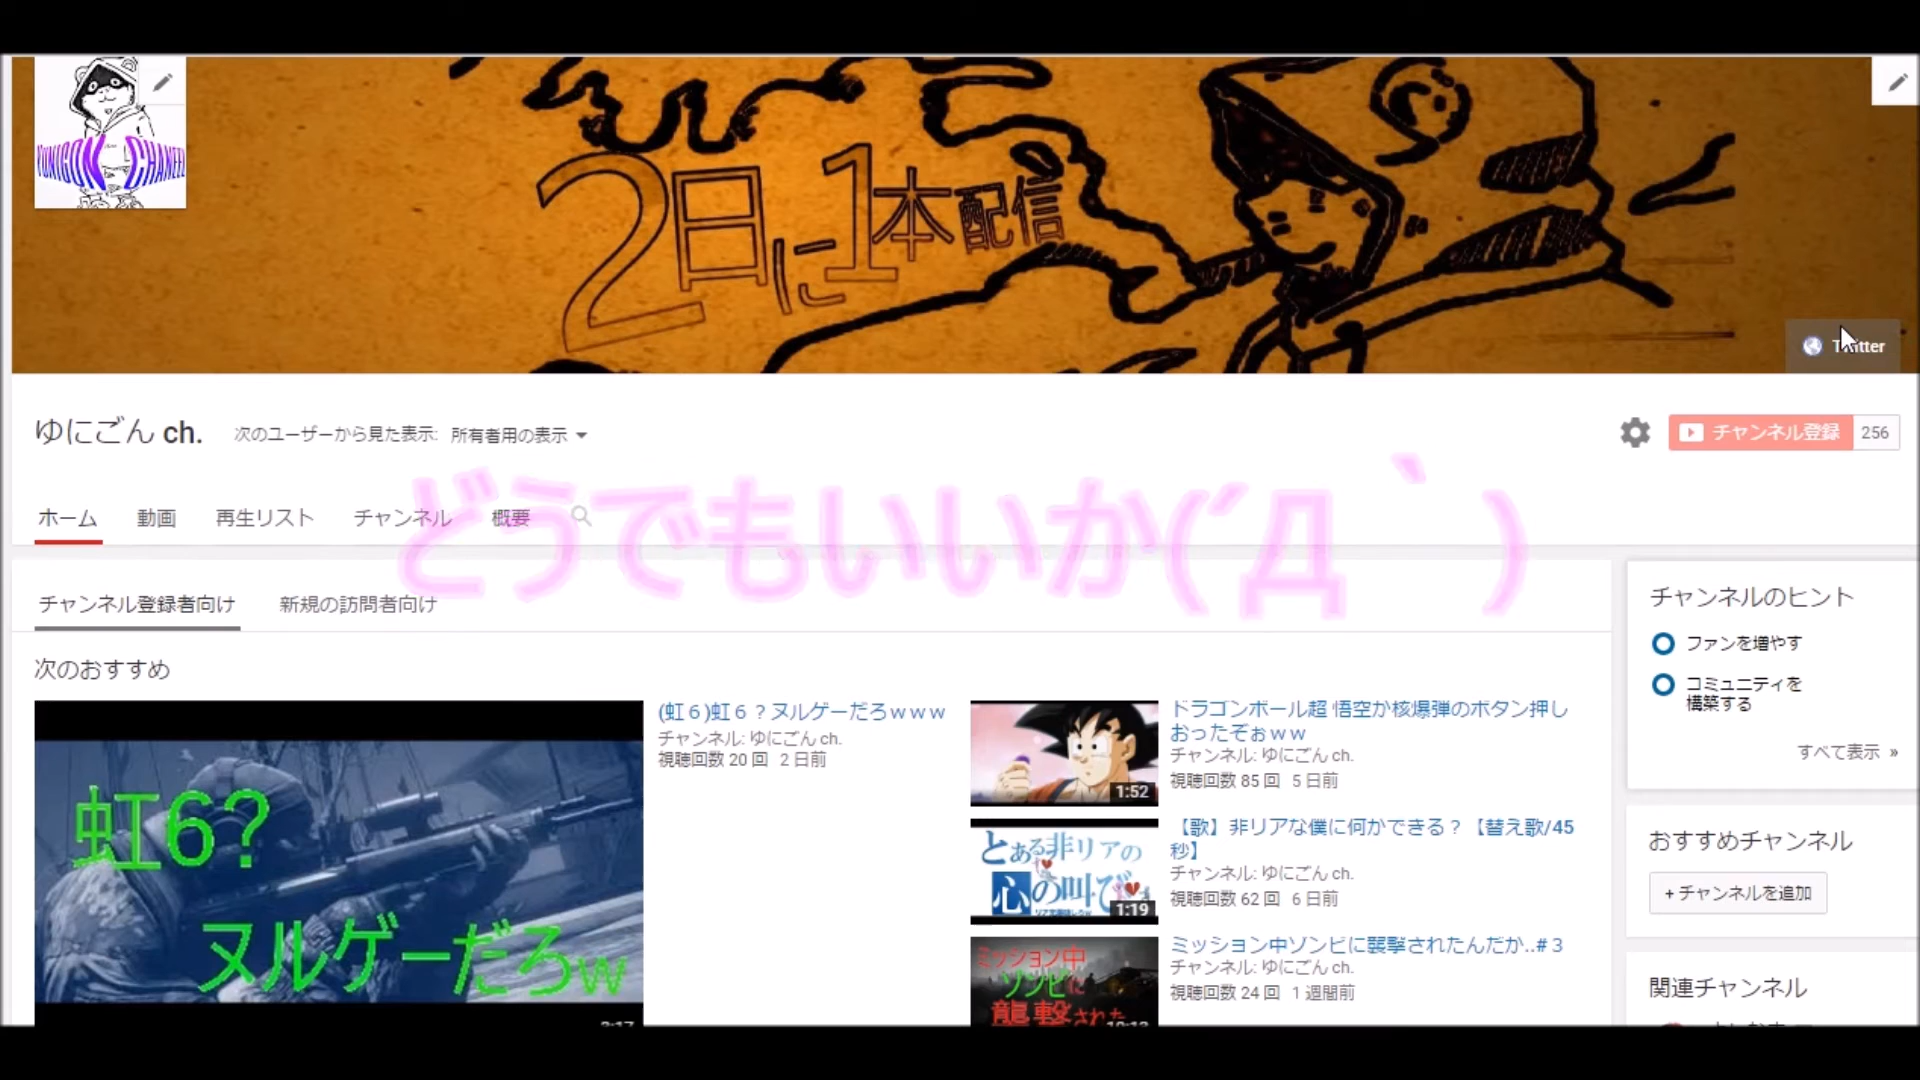 YUNIGON CHANEEL
2日に1本配信
Twitter
ゆにごん ch.
次のユーザーから見た表示: 所有者用の表示
チャンネル登録 256
どうでもいいか(´Д｀)
ホーム 動画 再生リスト チャンネル 概要
チャンネル登録者向け 新規の訪問者向け
次のおすすめ
虹6?
ヌルゲーだろw
(虹６)虹６？ヌルゲーだろｗｗｗ
チャンネル: ゆにごん ch.
視聴回数 20 回 2 日前
1:52
ドラゴンボール超 悟空が核爆弾のボタン押し
おったぞぉｗｗ
チャンネル: ゆにごん ch.
視聴回数 85 回 5 日前
とある非リアの
心の叫び
1:19
【歌】非リアな僕に何かできる？【替え歌/45
秒】
チャンネル: ゆにごん ch.
視聴回数 62 回 6 日前
ミッション中
ゾンビに
襲撃された
ミッション中ゾンビに襲撃されたんだが..#３
チャンネル: ゆにごん ch.
視聴回数 24 回 1 週間前
チャンネルのヒント
ファンを増やす
コミュニティを
構築する
すべて表示 »
おすすめチャンネル
+ チャンネルを追加
関連チャンネル